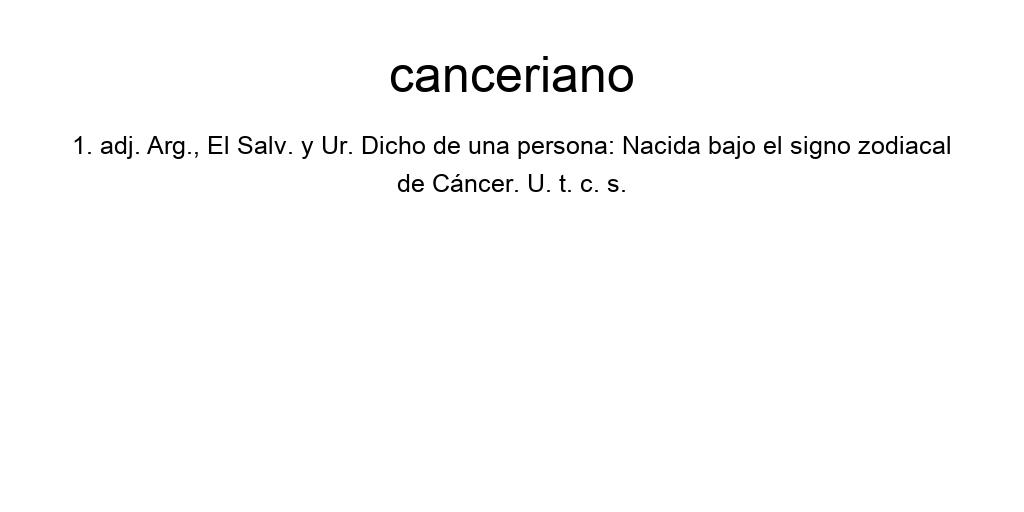 canceriano
1. adj. Arg., El Salv. y Ur. Dicho de una persona: Nacida bajo el signo zodiacal
de Cáncer. U. t. c. s.